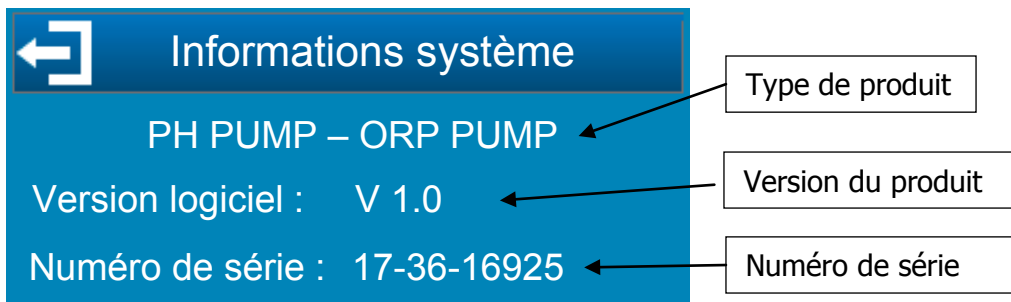 Informations système
Type de produit
PH PUMP – ORP PUMP
Version du produit
Version logiciel : V 1.0
Numéro de série : 17-36-16925
Numéro de série